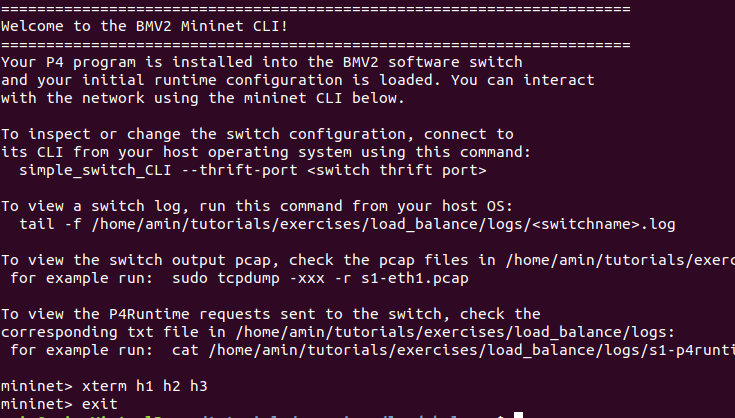 ======================================================================
Welcome to the BMV2 Mininet CLI!
======================================================================
Your P4 program is installed into the BMV2 software switch
and your initial runtime configuration is loaded. You can interact
with the network using the mininet CLI below.

To inspect or change the switch configuration, connect to
its CLI from your host operating system using this command:
  simple_switch_CLI --thrift-port <switch thrift port>

To view a switch log, run this command from your host OS:
  tail -f /home/amin/tutorials/exercises/load_balance/logs/<switchname>.log

To view the switch output pcap, check the pcap files in /home/amin/tutorials/exerc
 for example run:  sudo tcpdump -xxx -r s1-eth1.pcap

To view the P4Runtime requests sent to the switch, check the
corresponding txt file in /home/amin/tutorials/exercises/load_balance/logs:
 for example run:  cat /home/amin/tutorials/exercises/load_balance/logs/s1-p4runti

mininet> xterm h1 h2 h3
mininet> exit